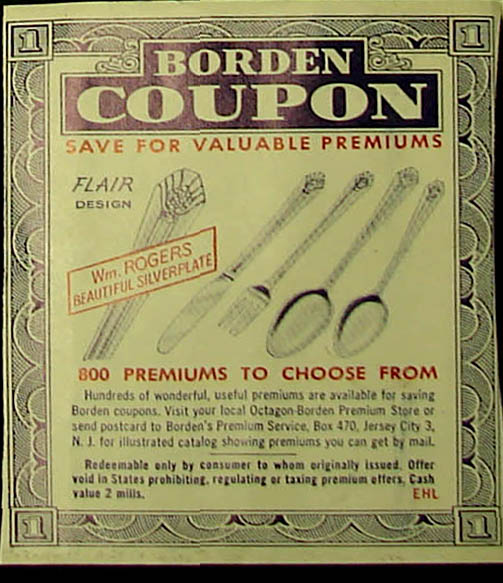 1 1
BORDEN
COUPON
SAVE FOR VALUABLE PREMIUMS
FLAIR
DESIGN
Wm. ROGERS
BEAUTIFUL SILVERPLATE
800 PREMIUMS TO CHOOSE FROM
Hundreds of wonderful, useful premiums are available for saving
Borden coupons. Visit your local Octagon-Borden Premium Store or
send postcard to Borden's Premium Service, Box 470, Jersey City 3,
N. J. for illustrated catalog showing premiums you can get by mail.
Redeemable only by consumer to whom originally issued. Offer
void in States prohibiting, regulating or taxing premium offers. Cash
value 2 mills. EHL
1 1